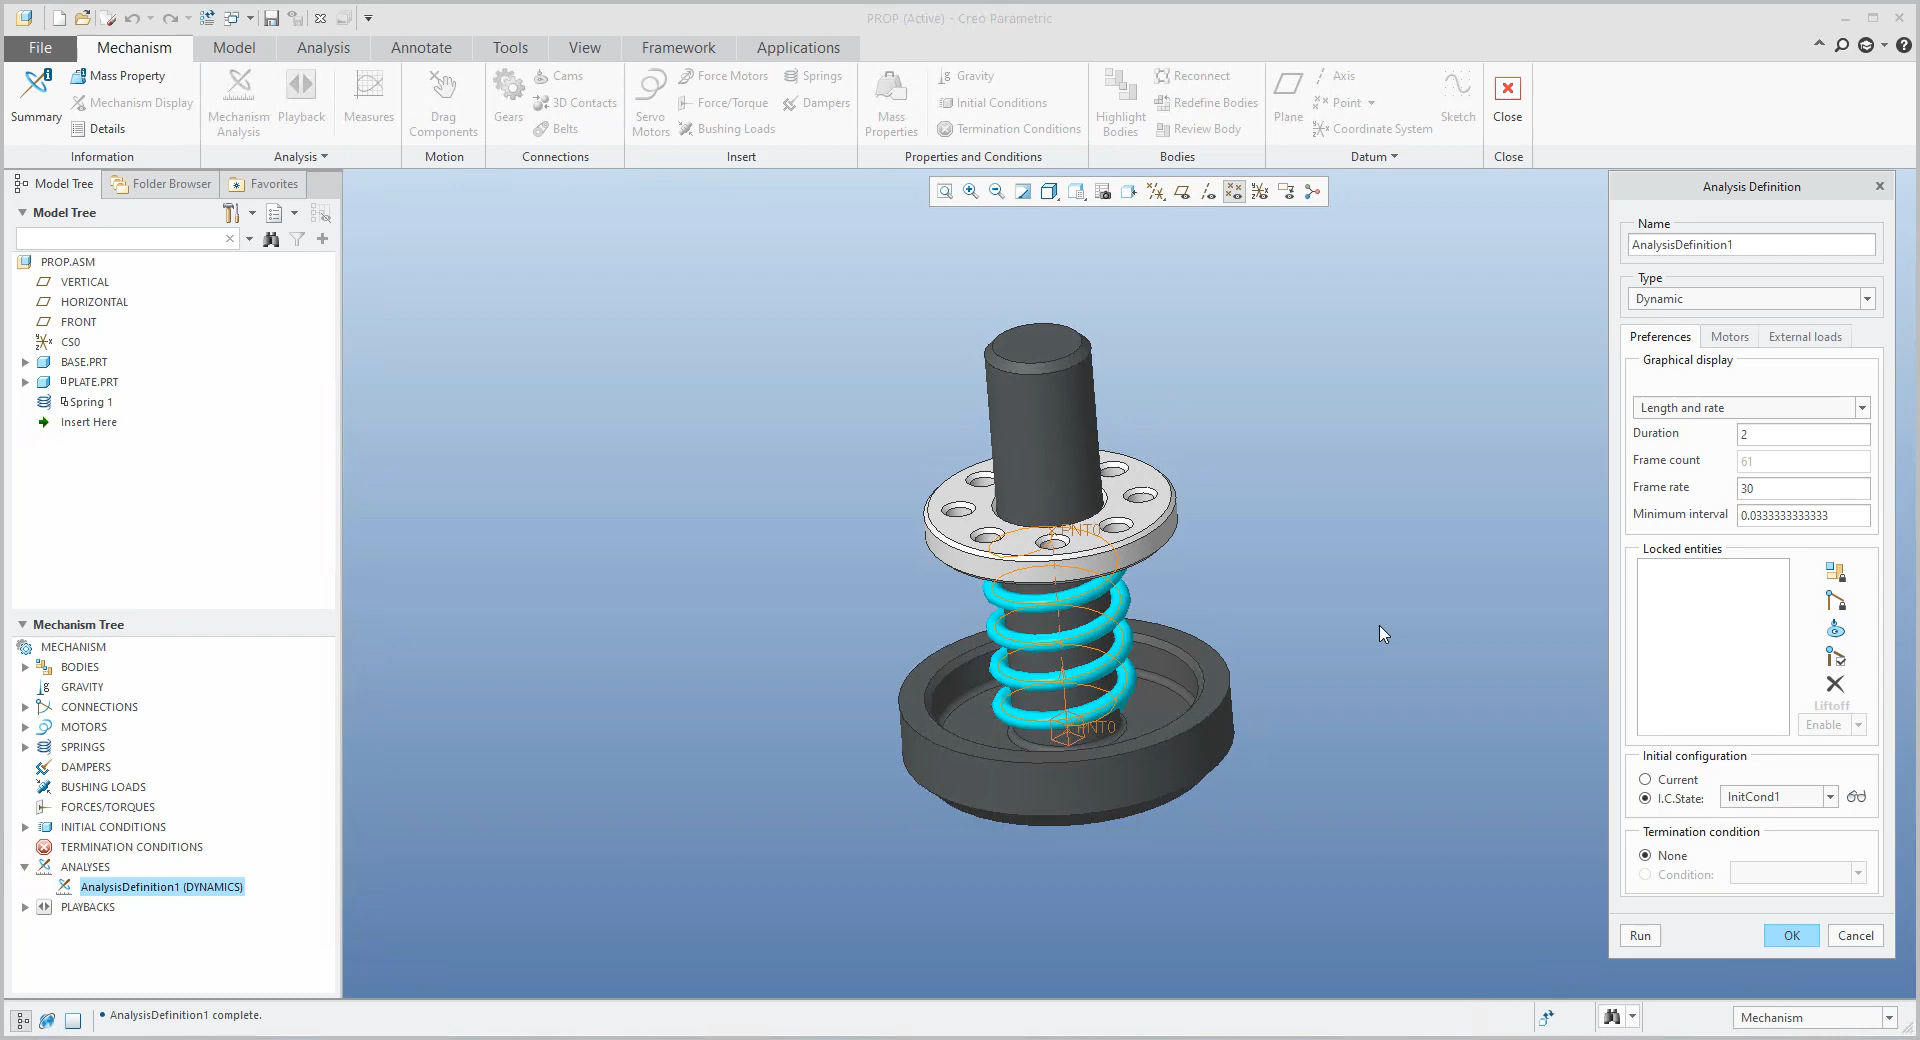 PROP (Active) - Creo Parametric
File Mechanism Model Analysis Annotate Tools View Framework Applications
Summary
Mass Property
Mechanism Display
Details
Information
Mechanism Analysis
Playback
Measures
Analysis
Drag Components
Motion
Gears
Cams
3D Contacts
Belts
Connections
Servo Motors
Force Motors
Force/Torque
Bushing Loads
Springs
Dampers
Insert
Mass Properties
Gravity
Initial Conditions
Termination Conditions
Properties and Conditions
Highlight Bodies
Reconnect
Redefine Bodies
Review Body
Bodies
Plane
Axis
Point
Coordinate System
Sketch
Datum
Close
Close
Model Tree Folder Browser Favorites
Model Tree
PROP.ASM
VERTICAL
HORIZONTAL
FRONT
CS0
BASE.PRT
PLATE.PRT
Spring 1
Insert Here
Mechanism Tree
MECHANISM
BODIES
GRAVITY
CONNECTIONS
MOTORS
SPRINGS
DAMPERS
BUSHING LOADS
FORCES/TORQUES
INITIAL CONDITIONS
TERMINATION CONDITIONS
ANALYSES
AnalysisDefinition1 (DYNAMICS)
PLAYBACKS
PNT0
PNT0
Analysis Definition
Name
AnalysisDefinition1
Type
Dynamic
Preferences Motors External loads
Graphical display
Length and rate
Duration 2
Frame count 61
Frame rate 30
Minimum interval 0.0333333333333
Locked entities
Liftoff
Enable
Initial configuration
Current
I.C.State: InitCond1
Termination condition
None
Condition:
Run OK Cancel
AnalysisDefinition1 complete.
Mechanism